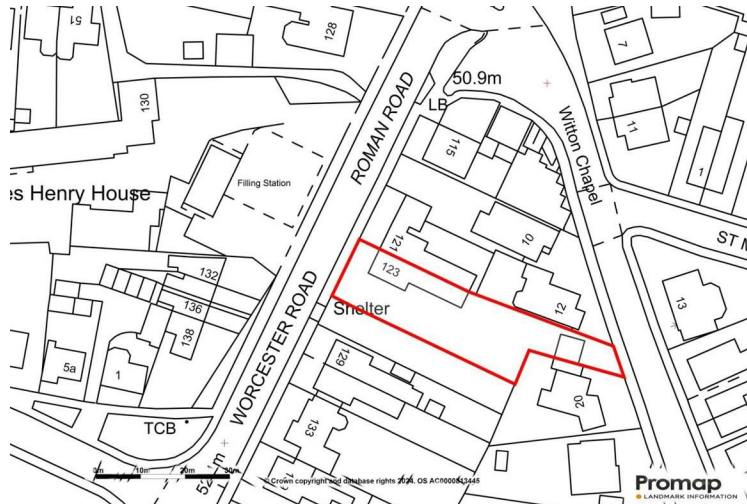 51
128
130
50.9m
7
LB
ROMAN ROAD
115
Witton Chapel
11
1
Filling Station
es Henry House
10
ST M
121
123
132
136
138
12
13
Shelter
WORCESTER ROAD
5a
1
129
20
133
TCB
0m 10m 20m 30m
© Crown copyright and database rights 2024. OS AC0000813445
Promap
LANDMARK INFORMATION